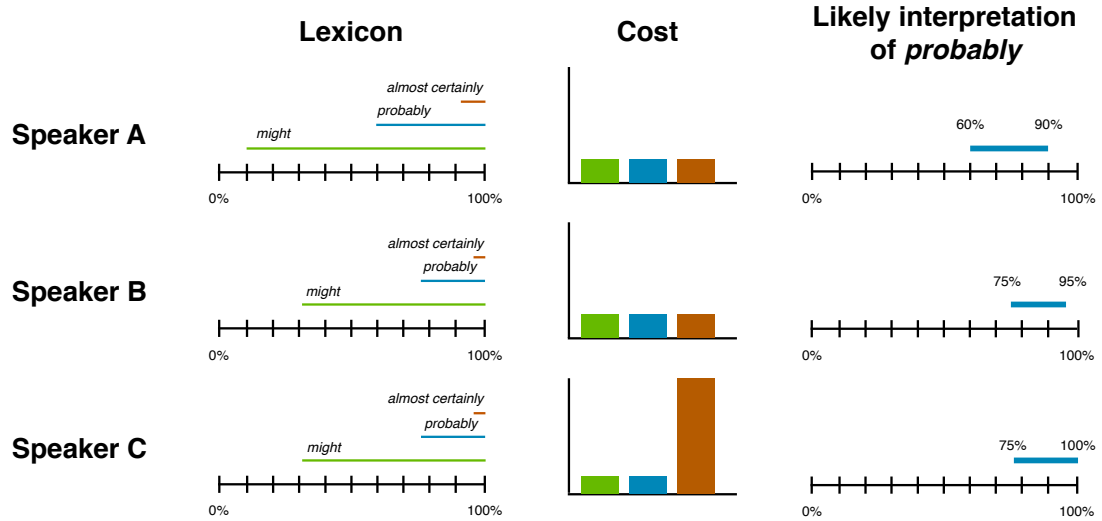 Lexicon
Cost
Likely interpretation
of probably
Speaker A
almost certainly
probably
might
0%
100%
60%
90%
0%
100%
Speaker B
almost certainly
probably
might
0%
100%
75%
95%
0%
100%
Speaker C
almost certainly
probably
might
0%
100%
75%
100%
0%
100%